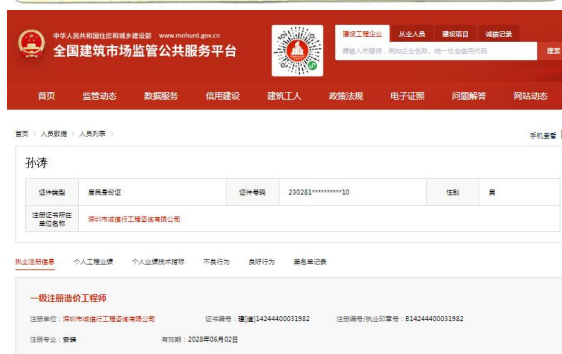 中华人民共和国住房和城乡建设部 www.mohurd.gov.cn
全国建筑市场监管公共服务平台
建设工程企业 从业人员 建设项目 诚信记录
请输入关键词，例如企业名称、统一社会信用代码 搜索
首页 监管动态 数据服务 信用建设 建筑工人 政策法规 电子证照 问题解答 网站动态
首页 > 人员数据 > 人员列表 > 手机查看
孙涛
证件类型 居民身份证 证件号码 230281**********10 性别 男
注册证书所在单位名称 深圳市诚信行工程咨询有限公司
执业注册信息 个人工程业绩 个人业绩技术指标 不良行为 良好行为 黑名单记录
一级注册造价工程师
注册单位：深圳市诚信行工程咨询有限公司 证书编号：建[造]14244400031982 注册编号/执业印章号：B14244400031982
注册专业：安装 有效期：2028年06月02日